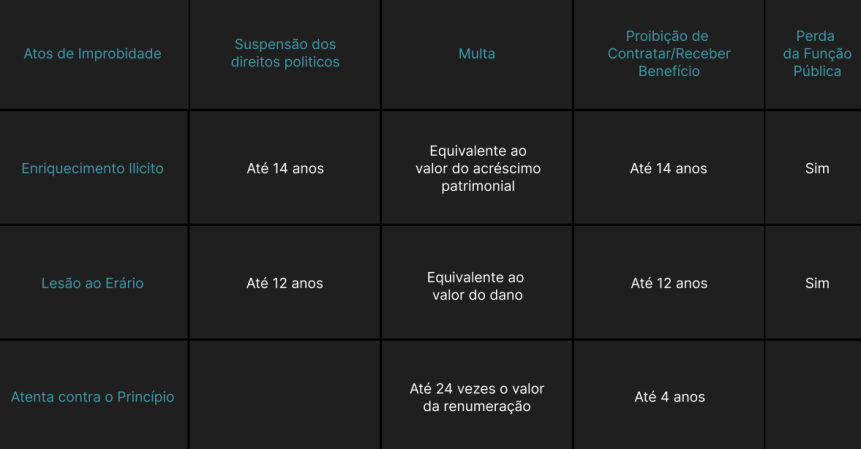 Atos de Improbidade
Suspensão dos
direitos politicos
Multa
Proibição de
Contratar/Receber
Benefício
Perda
da Função
Pública
Enriquecimento Ilicito
Até 14 anos
Equivalente ao
valor do acréscimo
patrimonial
Até 14 anos
Sim
Lesão ao Erário
Até 12 anos
Equivalente ao
valor do dano
Até 12 anos
Sim
Atenta contra o Princípio
Até 24 vezes o valor
da renumeração
Até 4 anos